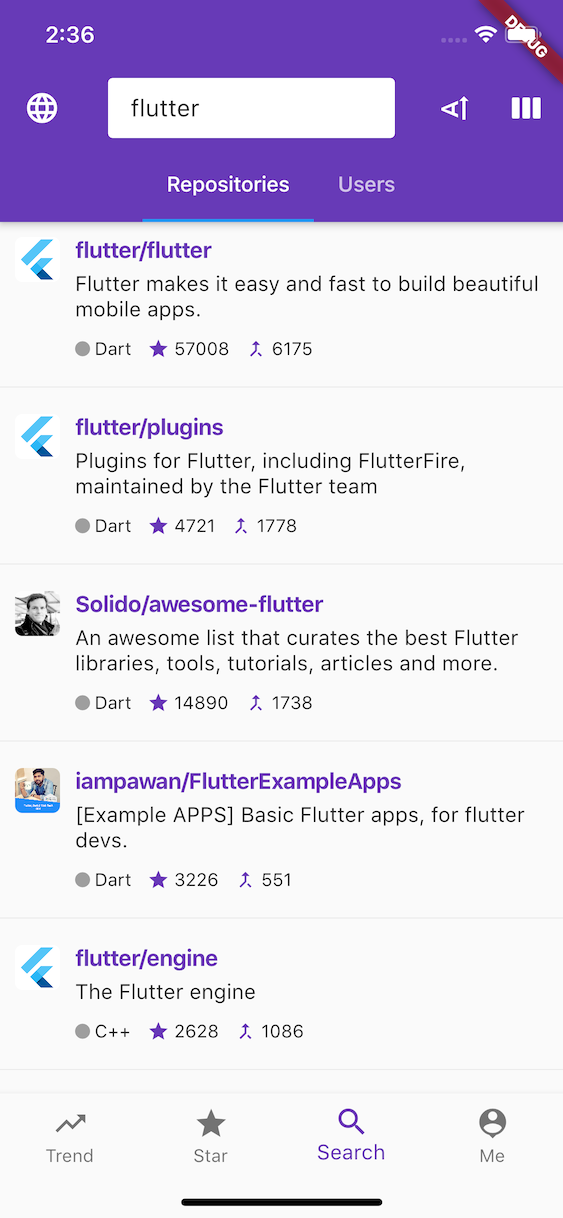 2:36
DEBUG
flutter
Repositories
Users
flutter/flutter
Flutter makes it easy and fast to build beautiful
mobile apps.
Dart 57008 6175
flutter/plugins
Plugins for Flutter, including FlutterFire,
maintained by the Flutter team
Dart 4721 1778
Solido/awesome-flutter
An awesome list that curates the best Flutter
libraries, tools, tutorials, articles and more.
Dart 14890 1738
iampawan/FlutterExampleApps
[Example APPS] Basic Flutter apps, for flutter
devs.
Dart 3226 551
flutter/engine
The Flutter engine
C++ 2628 1086
Trend
Star
Search
Me